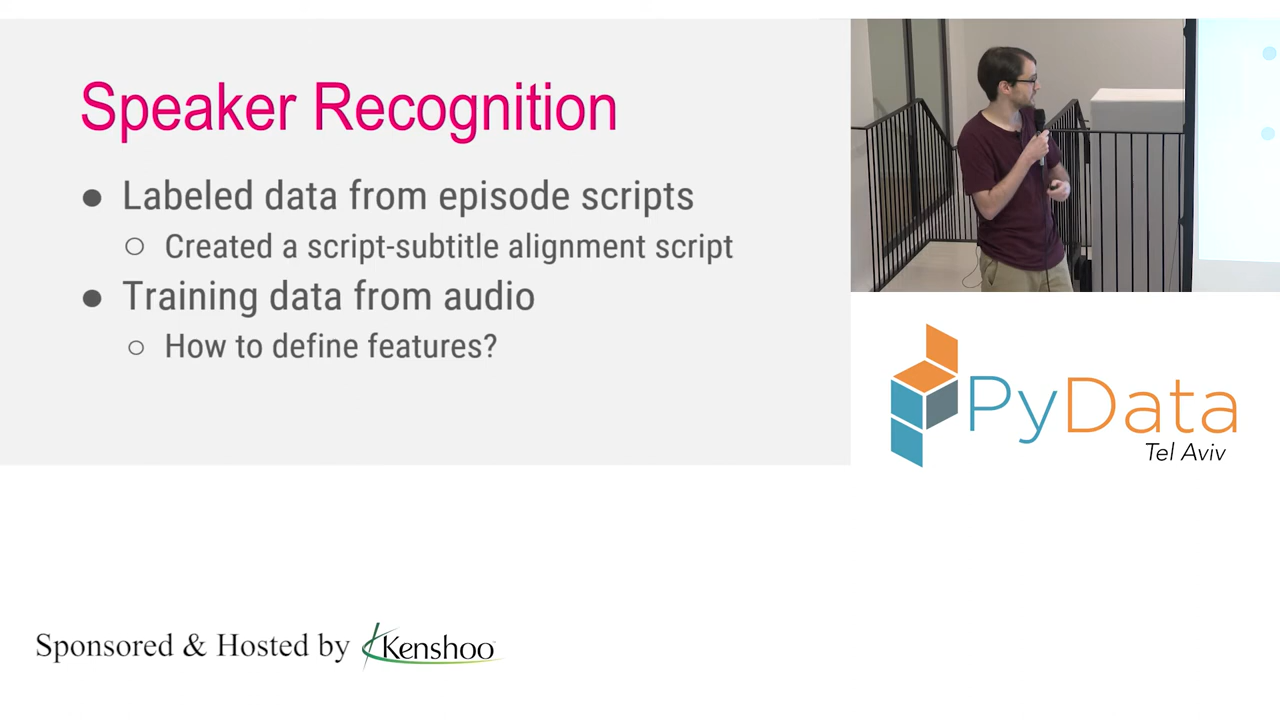 Speaker Recognition
● Labeled data from episode scripts
○ Created a script-subtitle alignment script
● Training data from audio
○ How to define features?
PyData
Tel Aviv
Sponsored & Hosted by Kenshoo